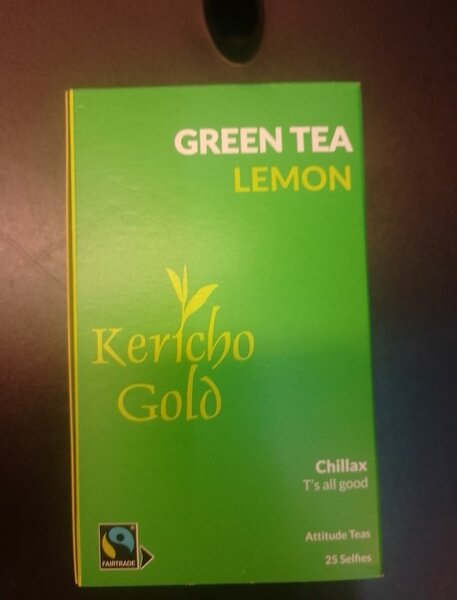 GREEN TEA
LEMON
Kericho
Gold
Chillax
T's all good
Attitude Teas
25 Selfies
FAIRTRADE